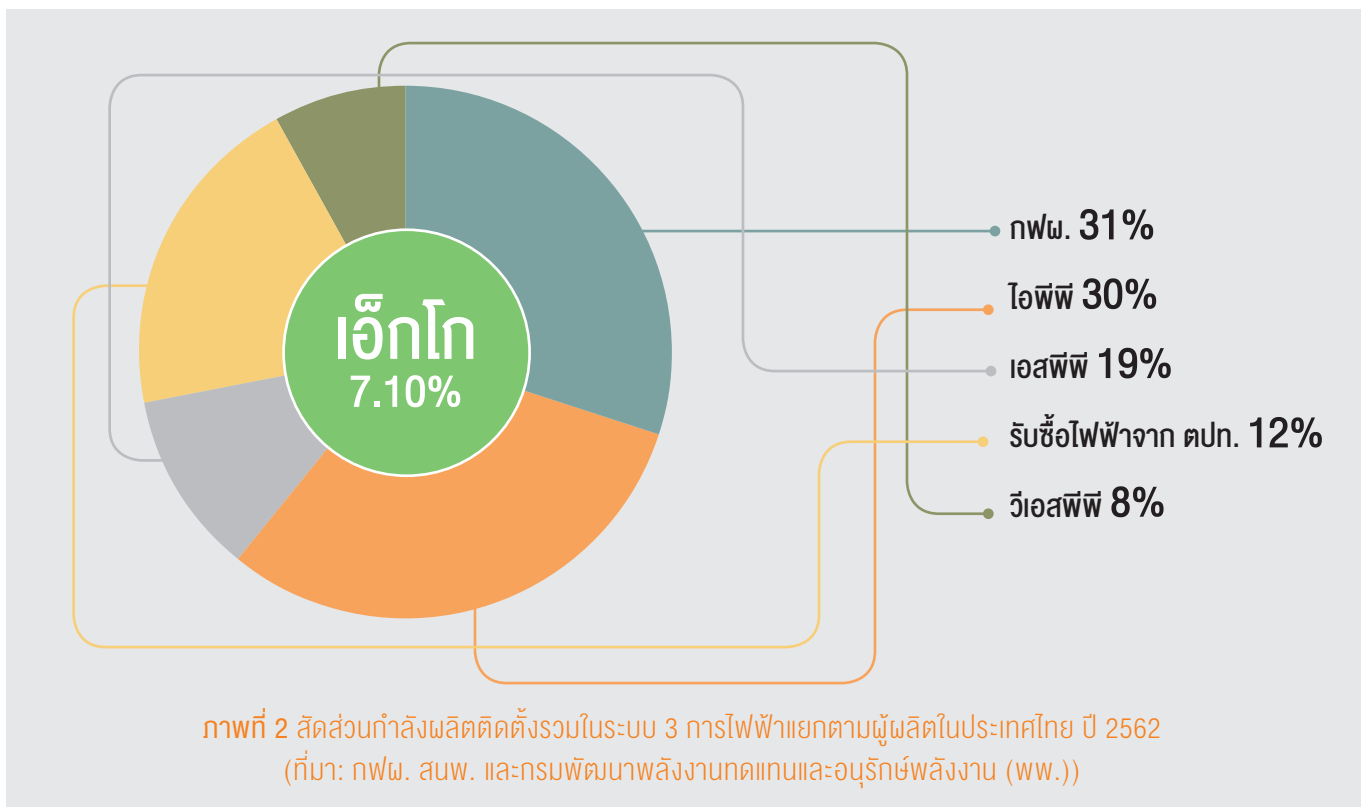 เอ็กโก
7.10%
กฟผ. 31%
ไอพีพี 30%
เอสพีพี 19%
รับซื้อไฟฟ้าจาก ตปท. 12%
วีเอสพีพี 8%
ภาพที่ 2 สัดส่วนกำลังผลิตติดตั้งรวมในระบบ 3 การไฟฟ้าแยกตามผู้ผลิตในประเทศไทย ปี 2562
(ที่มา: กฟผ. สนพ. และกรมพัฒนาพลังงานทดแทนและอนุรักษ์พลังงาน (พพ.))